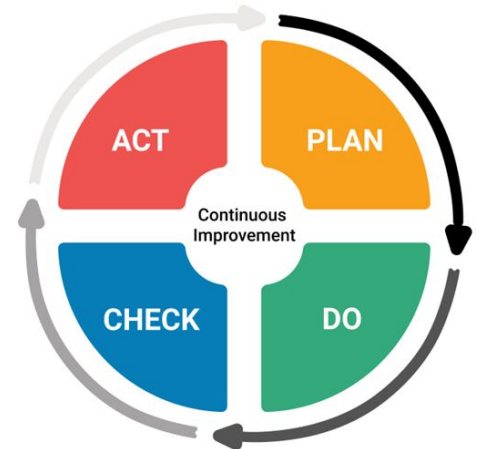 ACT
PLAN
Continuous
Improvement
CHECK
DO